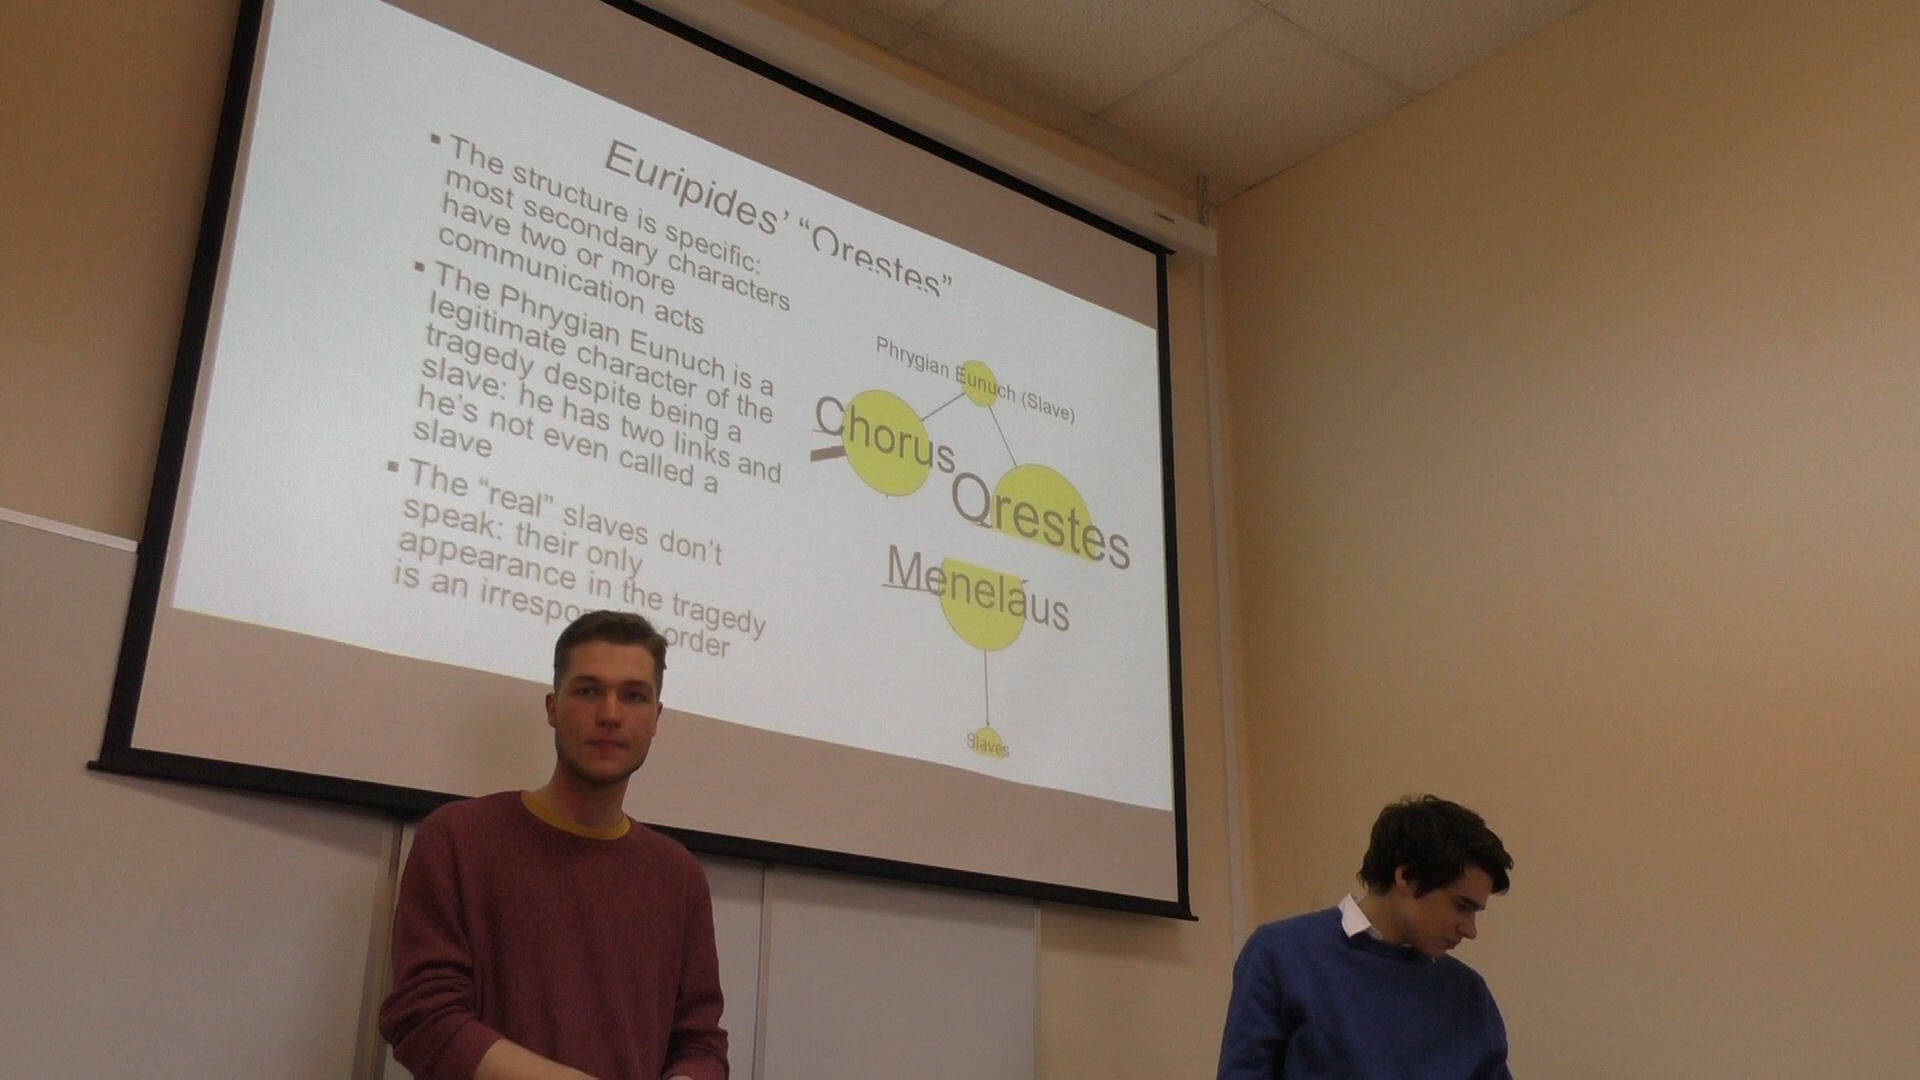 Euripides’ “Orestes”
▪ The structure is specific:
most secondary characters
have two or more
communication acts
▪ The Phrygian Eunuch is a
legitimate character of the
tragedy despite being a
slave: he has two links and
he’s not even called a
slave
▪ The “real” slaves don’t
speak: their only
appearance in the tragedy
is an order
Phrygian Eunuch (Slave)
Chorus
Orestes
Menelaus
Slaves